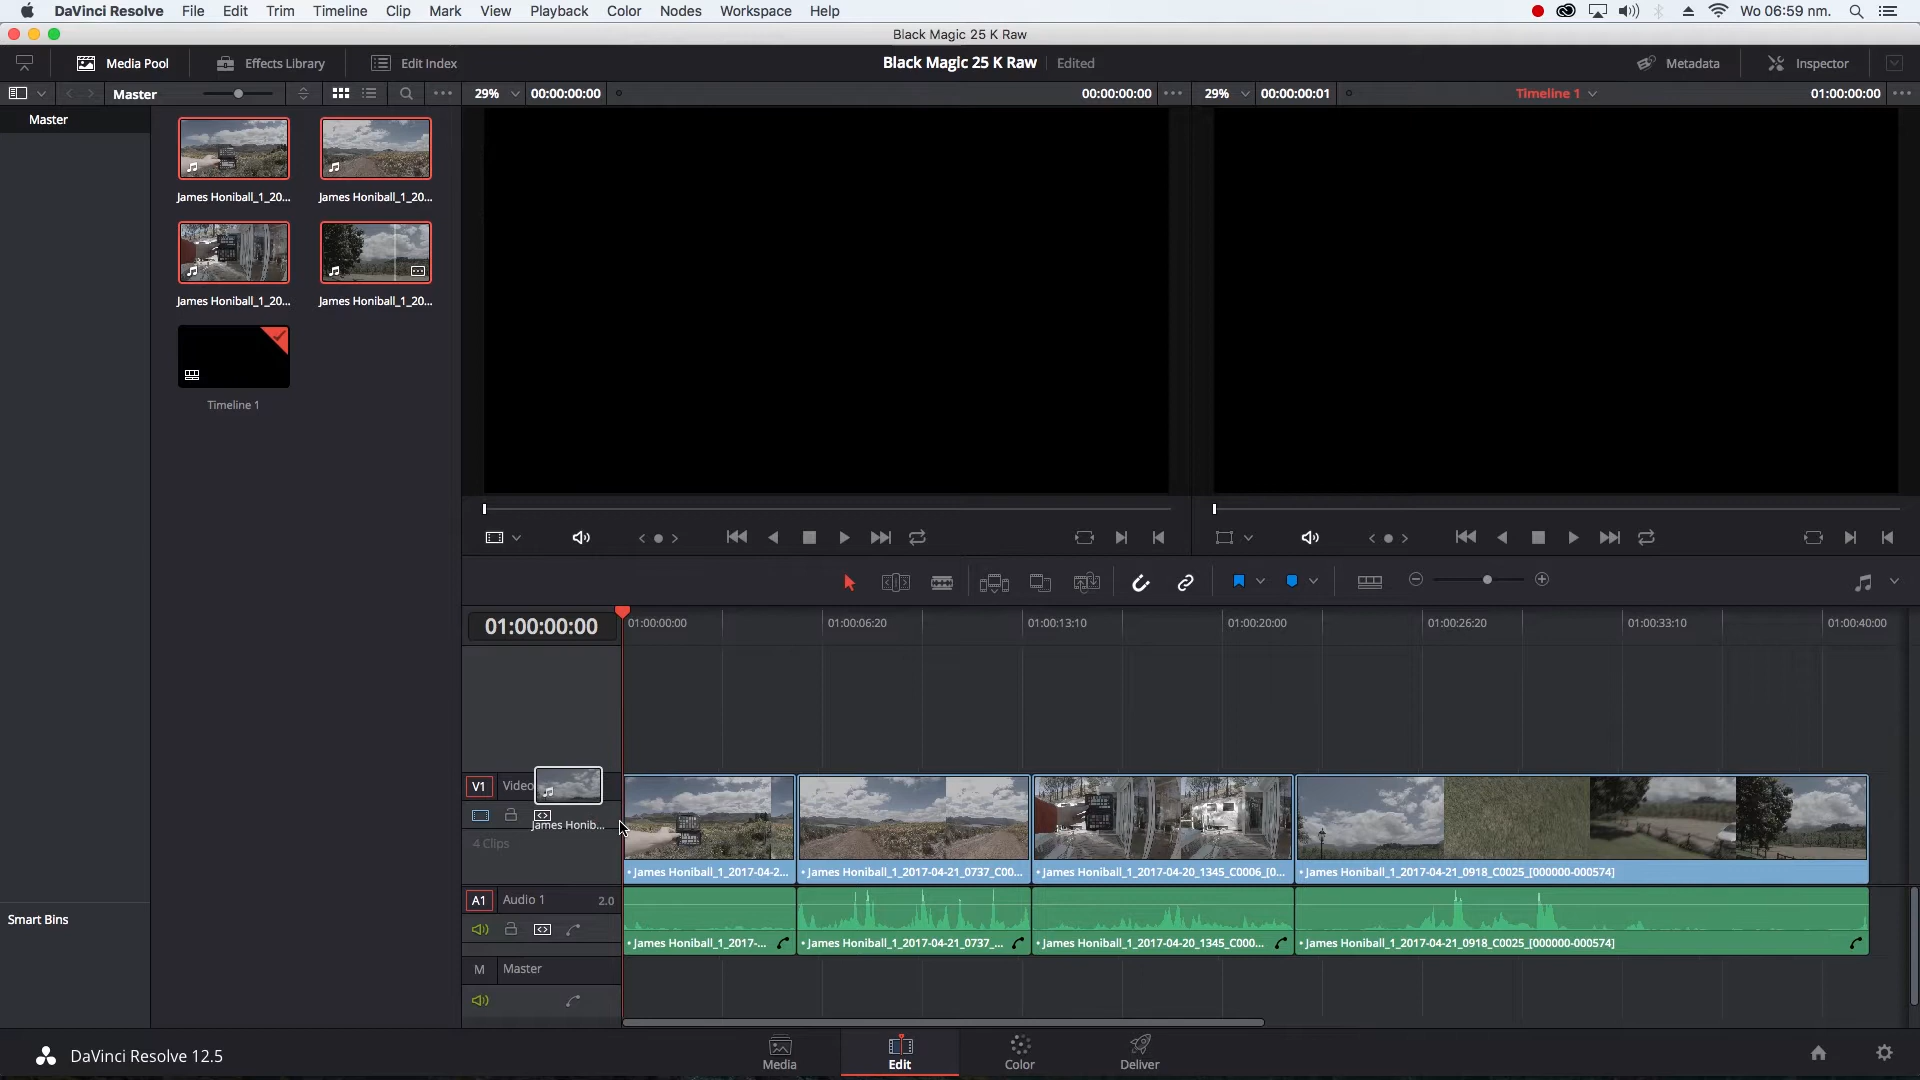 DaVinci Resolve File Edit Trim Timeline Clip Mark View Playback Color Nodes Workspace Help Wo 06:59 nm.
Black Magic 25 K Raw
Media Pool Effects Library Edit Index Black Magic 25 K Raw Edited Metadata Inspector
Master 29% 00:00:00:00 00:00:00:00 29% 00:00:00:01 Timeline 1 01:00:00:00
Master
James Honiball_1_20... James Honiball_1_20...
James Honiball_1_20... James Honiball_1_20...
Timeline 1
01:00:00:00 01:00:00:00 01:00:06:20 01:00:13:10 01:00:20:00 01:00:26:20 01:00:33:10 01:00:40:00
V1 Video
James Honib...
4 Clips
• James Honiball_1_2017-04-2... • James Honiball_1_2017-04-21_0737_C00... • James Honiball_1_2017-04-20_1345_C0006_[0... • James Honiball_1_2017-04-21_0918_C0025_[000000-000574]
A1 Audio 1 2.0
• James Honiball_1_2017-... • James Honiball_1_2017-04-21_0737_... • James Honiball_1_2017-04-20_1345_C000... • James Honiball_1_2017-04-21_0918_C0025_[000000-000574]
Smart Bins
M Master
DaVinci Resolve 12.5 Media Edit Color Deliver